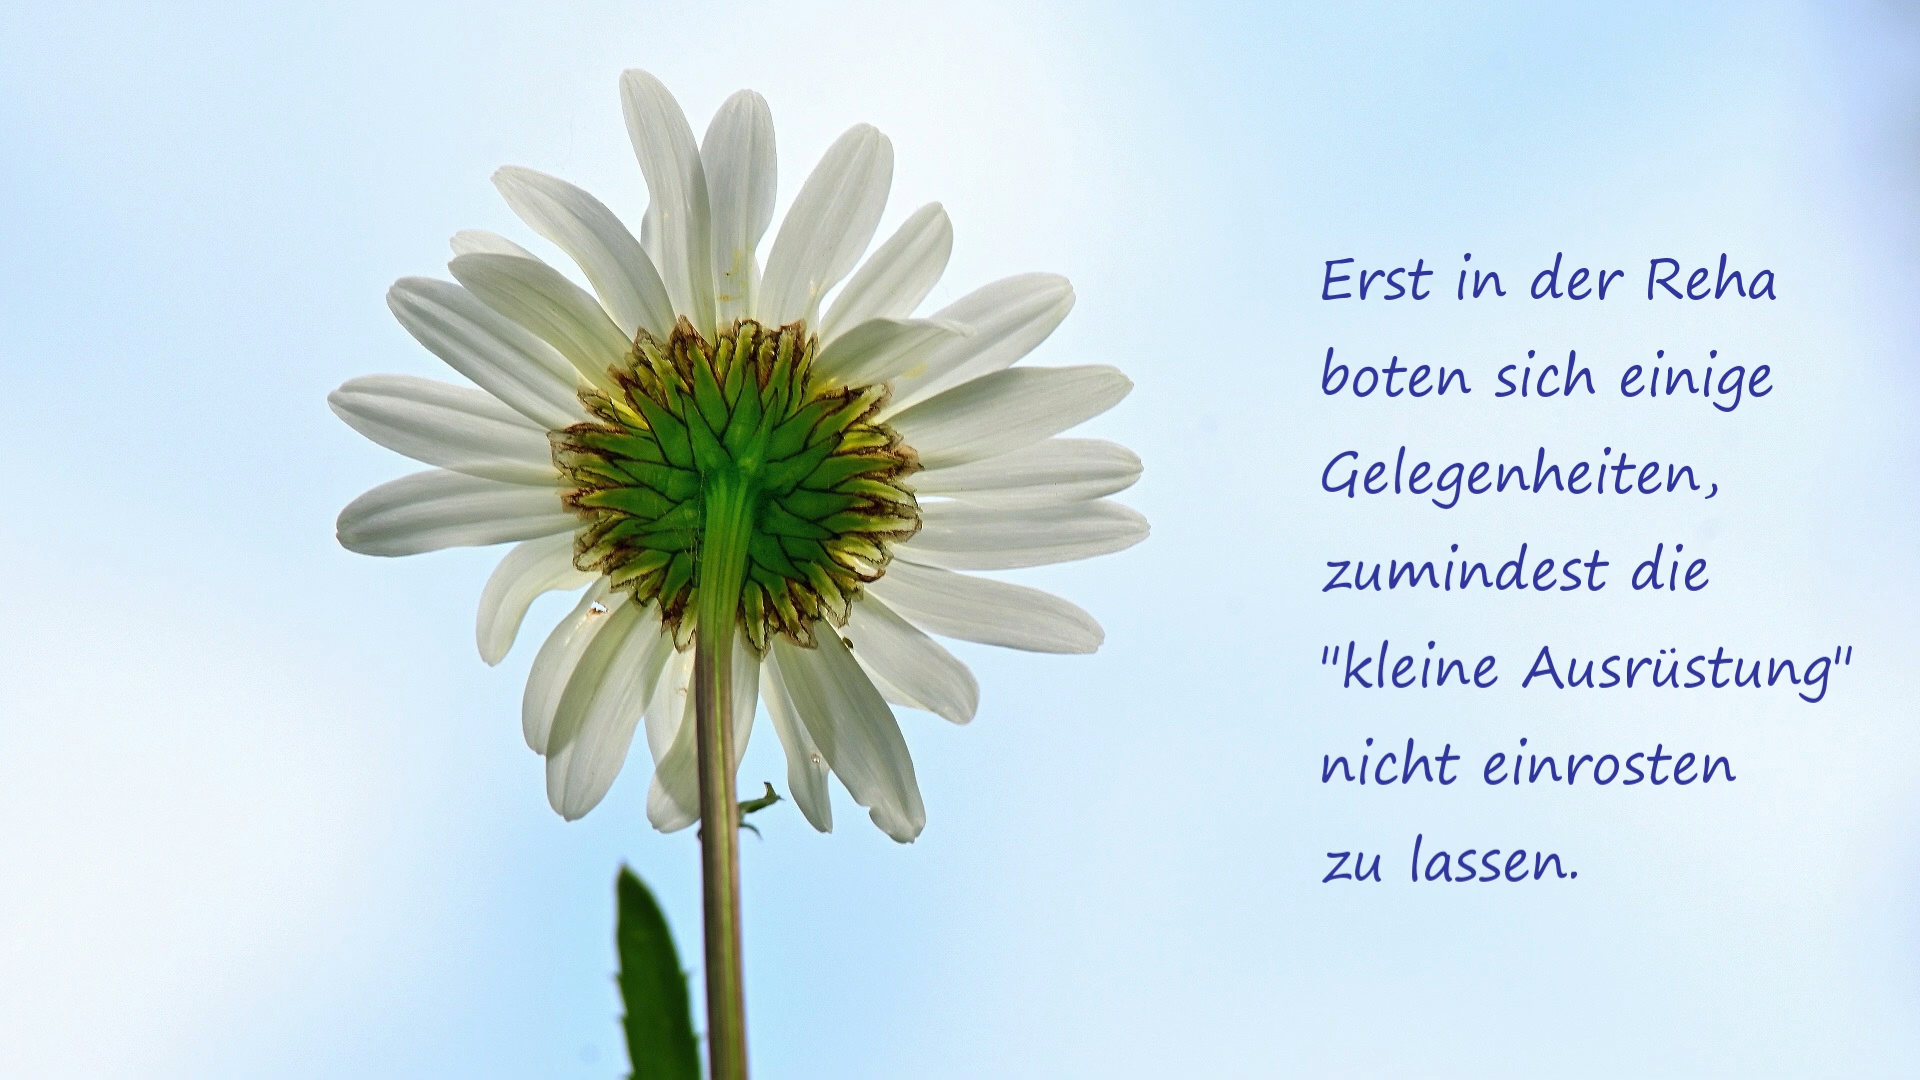 Erst in der Reha
boten sich einige
Gelegenheiten,
zumindest die
"kleine Ausrüstung"
nicht einrosten
zu lassen.